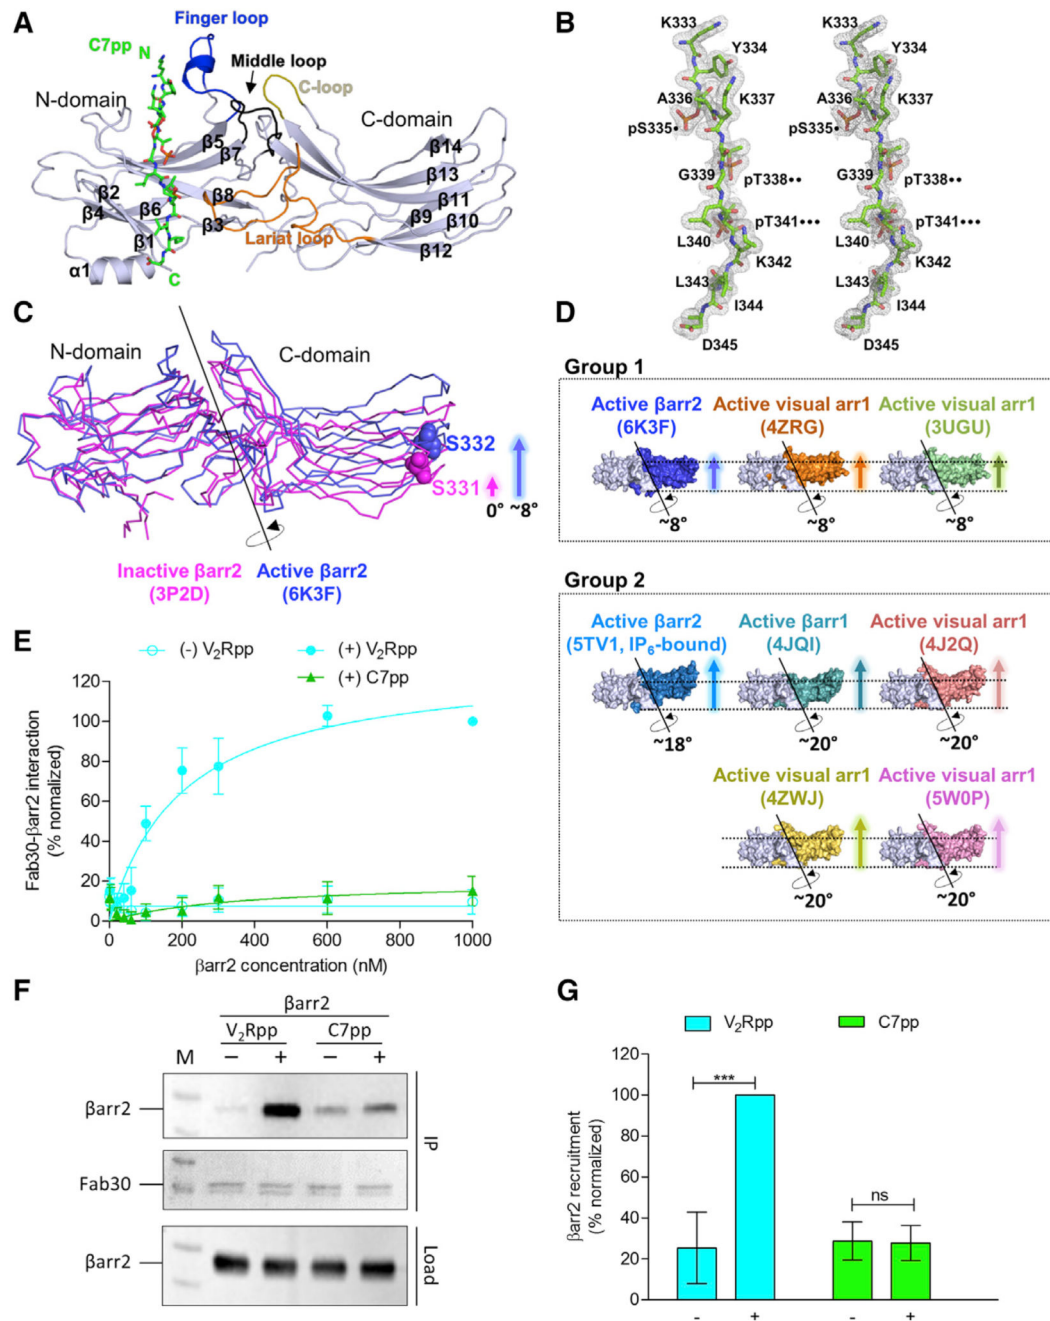 A
Finger loop
C7pp
N
Middle loop
C-loop
N-domain
C-domain
β5
β7
β14
β13
β2
β4
β6
β8
β11
β9
β10
β1
β3
Lariat loop
β12
α1
C
B
K333
K333
Y334
Y334
A336
K337
A336
K337
pS335•
pS335•
G339
pT338••
G339
pT338••
pT341•••
pT341•••
L340
L340
K342
K342
L343
L343
I344
I344
D345
D345
C
N-domain
C-domain
S332
S331
0°
~8°
Inactive βarr2
(3P2D)
Active βarr2
(6K3F)
D
Group 1
Active βarr2
(6K3F)
Active visual arr1
(4ZRG)
Active visual arr1
(3UGU)
~8°
~8°
~8°
Group 2
Active βarr2
(5TV1, IP6-bound)
Active βarr1
(4JQI)
Active visual arr1
(4J2Q)
~18°
~20°
~20°
Active visual arr1
(4ZWJ)
Active visual arr1
(5W0P)
~20°
~20°
E
(-) V2Rpp
(+) V2Rpp
(+) C7pp
Fab30-βarr2 interaction
(% normalized)
120
100
80
60
40
20
0
0
200
400
600
800
1000
βarr2 concentration (nM)
F
βarr2
V2Rpp
C7pp
M
−
+
−
+
βarr2
Fab30
IP
βarr2
Load
G
V2Rpp
C7pp
βarr2 recruitment
(% normalized)
120
100
80
60
40
20
0
***
ns
-
+
-
+